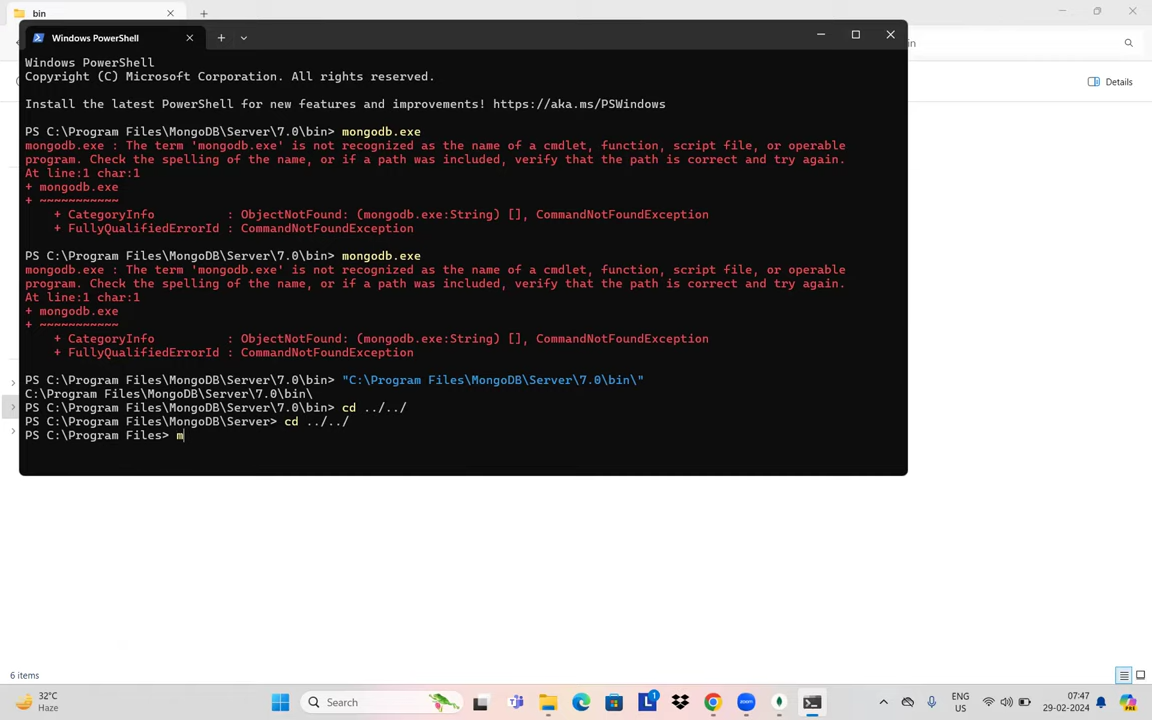 bin
Windows PowerShell
in
Details
Windows PowerShell
Copyright (C) Microsoft Corporation. All rights reserved.
Install the latest PowerShell for new features and improvements! https://aka.ms/PSWindows
PS C:\Program Files\MongoDB\Server\7.0\bin> mongodb.exe
mongodb.exe : The term 'mongodb.exe' is not recognized as the name of a cmdlet, function, script file, or operable
program. Check the spelling of the name, or if a path was included, verify that the path is correct and try again.
At line:1 char:1
+ mongodb.exe
+ ~~~~~~~~~~~
+ CategoryInfo : ObjectNotFound: (mongodb.exe:String) [], CommandNotFoundException
+ FullyQualifiedErrorId : CommandNotFoundException
PS C:\Program Files\MongoDB\Server\7.0\bin> mongodb.exe
mongodb.exe : The term 'mongodb.exe' is not recognized as the name of a cmdlet, function, script file, or operable
program. Check the spelling of the name, or if a path was included, verify that the path is correct and try again.
At line:1 char:1
+ mongodb.exe
+ ~~~~~~~~~~~
+ CategoryInfo : ObjectNotFound: (mongodb.exe:String) [], CommandNotFoundException
+ FullyQualifiedErrorId : CommandNotFoundException
PS C:\Program Files\MongoDB\Server\7.0\bin> "C:\Program Files\MongoDB\Server\7.0\bin\"
C:\Program Files\MongoDB\Server\7.0\bin\
PS C:\Program Files\MongoDB\Server\7.0\bin> cd ../../
PS C:\Program Files\MongoDB\Server> cd ../../
PS C:\Program Files> m
6 items
32°C
Haze
Search
1
ENG
US
07:47
29-02-2024
PRE